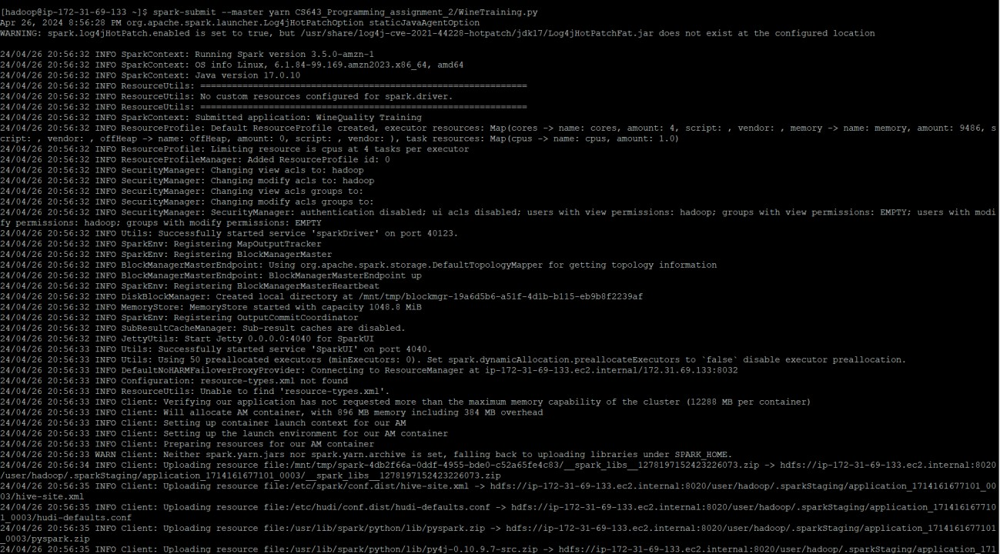 [hadoop@ip-172-31-69-133 ~]$ spark-submit --master yarn CS643_Programming_assignment_2/WineTraining.py
Apr 26, 2024 8:56:28 PM org.apache.spark.launcher.Log4jHotPatchOption staticJavaAgentOption
WARNING: spark.log4jHotPatch.enabled is set to true, but /usr/share/log4j-cve-2021-44228-hotpatch/jdk17/Log4jHotPatchFat.jar does not exist at the configured location
24/04/26 20:56:32 INFO SparkContext: Running Spark version 3.5.0-amzn-1
24/04/26 20:56:32 INFO SparkContext: OS info Linux, 6.1.84-99.169.amzn2023.x86_64, amd64
24/04/26 20:56:32 INFO SparkContext: Java version 17.0.10
24/04/26 20:56:32 INFO ResourceUtils: ==============================================================
24/04/26 20:56:32 INFO ResourceUtils: No custom resources configured for spark.driver.
24/04/26 20:56:32 INFO ResourceUtils: ==============================================================
24/04/26 20:56:32 INFO SparkContext: Submitted application: WineQuality Training
24/04/26 20:56:32 INFO ResourceProfile: Default ResourceProfile created, executor resources: Map(cores -> name: cores, amount: 4, script: , vendor: , memory -> name: memory, amount: 9486, s
cript: , vendor: , offHeap -> name: offHeap, amount: 0, script: , vendor: ), task resources: Map(cpus -> name: cpus, amount: 1.0)
24/04/26 20:56:32 INFO ResourceProfile: Limiting resource is cpus at 4 tasks per executor
24/04/26 20:56:32 INFO ResourceProfileManager: Added ResourceProfile id: 0
24/04/26 20:56:32 INFO SecurityManager: Changing view acls to: hadoop
24/04/26 20:56:32 INFO SecurityManager: Changing modify acls to: hadoop
24/04/26 20:56:32 INFO SecurityManager: Changing view acls groups to:
24/04/26 20:56:32 INFO SecurityManager: Changing modify acls groups to:
24/04/26 20:56:32 INFO SecurityManager: SecurityManager: authentication disabled; ui acls disabled; users with view permissions: hadoop; groups with view permissions: EMPTY; users with modi
fy permissions: hadoop; groups with modify permissions: EMPTY
24/04/26 20:56:32 INFO Utils: Successfully started service 'sparkDriver' on port 40123.
24/04/26 20:56:32 INFO SparkEnv: Registering MapOutputTracker
24/04/26 20:56:32 INFO SparkEnv: Registering BlockManagerMaster
24/04/26 20:56:32 INFO BlockManagerMasterEndpoint: Using org.apache.spark.storage.DefaultTopologyMapper for getting topology information
24/04/26 20:56:32 INFO BlockManagerMasterEndpoint: BlockManagerMasterEndpoint up
24/04/26 20:56:32 INFO SparkEnv: Registering BlockManagerMasterHeartbeat
24/04/26 20:56:32 INFO DiskBlockManager: Created local directory at /mnt/tmp/blockmgr-19a6d5b6-a51f-4d1b-b115-eb9b8f2239af
24/04/26 20:56:32 INFO MemoryStore: MemoryStore started with capacity 1048.8 MiB
24/04/26 20:56:32 INFO SparkEnv: Registering OutputCommitCoordinator
24/04/26 20:56:32 INFO SubResultCacheManager: Sub-result caches are disabled.
24/04/26 20:56:32 INFO JettyUtils: Start Jetty 0.0.0.0:4040 for SparkUI
24/04/26 20:56:33 INFO Utils: Successfully started service 'SparkUI' on port 4040.
24/04/26 20:56:33 INFO Utils: Using 50 preallocated executors (minExecutors: 0). Set spark.dynamicAllocation.preallocateExecutors to `false` disable executor preallocation.
24/04/26 20:56:33 INFO DefaultNoHARMFailoverProxyProvider: Connecting to ResourceManager at ip-172-31-69-133.ec2.internal/172.31.69.133:8032
24/04/26 20:56:33 INFO Configuration: resource-types.xml not found
24/04/26 20:56:33 INFO ResourceUtils: Unable to find 'resource-types.xml'.
24/04/26 20:56:33 INFO Client: Verifying our application has not requested more than the maximum memory capability of the cluster (12288 MB per container)
24/04/26 20:56:33 INFO Client: Will allocate AM container, with 896 MB memory including 384 MB overhead
24/04/26 20:56:33 INFO Client: Setting up container launch context for our AM
24/04/26 20:56:33 INFO Client: Setting up the launch environment for our AM container
24/04/26 20:56:33 INFO Client: Preparing resources for our AM container
24/04/26 20:56:33 WARN Client: Neither spark.yarn.jars nor spark.yarn.archive is set, falling back to uploading libraries under SPARK_HOME.
24/04/26 20:56:34 INFO Client: Uploading resource file:/mnt/tmp/spark-4db2f66a-0ddf-4955-bde0-c52a65fe4c83/__spark_libs__1278197152423226073.zip -> hdfs://ip-172-31-69-133.ec2.internal:8020
/user/hadoop/.sparkStaging/application_1714161677101_0003/__spark_libs__1278197152423226073.zip
24/04/26 20:56:35 INFO Client: Uploading resource file:/etc/spark/conf.dist/hive-site.xml -> hdfs://ip-172-31-69-133.ec2.internal:8020/user/hadoop/.sparkStaging/application_1714161677101_00
03/hive-site.xml
24/04/26 20:56:35 INFO Client: Uploading resource file:/etc/hudi/conf.dist/hudi-defaults.conf -> hdfs://ip-172-31-69-133.ec2.internal:8020/user/hadoop/.sparkStaging/application_171416167710
1_0003/hudi-defaults.conf
24/04/26 20:56:35 INFO Client: Uploading resource file:/usr/lib/spark/python/lib/pyspark.zip -> hdfs://ip-172-31-69-133.ec2.internal:8020/user/hadoop/.sparkStaging/application_1714161677101
_0003/pyspark.zip
24/04/26 20:56:35 INFO Client: Uploading resource file:/usr/lib/spark/python/lib/py4j-0.10.9.7-src.zip -> hdfs://ip-172-31-69-133.ec2.internal:8020/user/hadoop/.sparkStaging/application_171